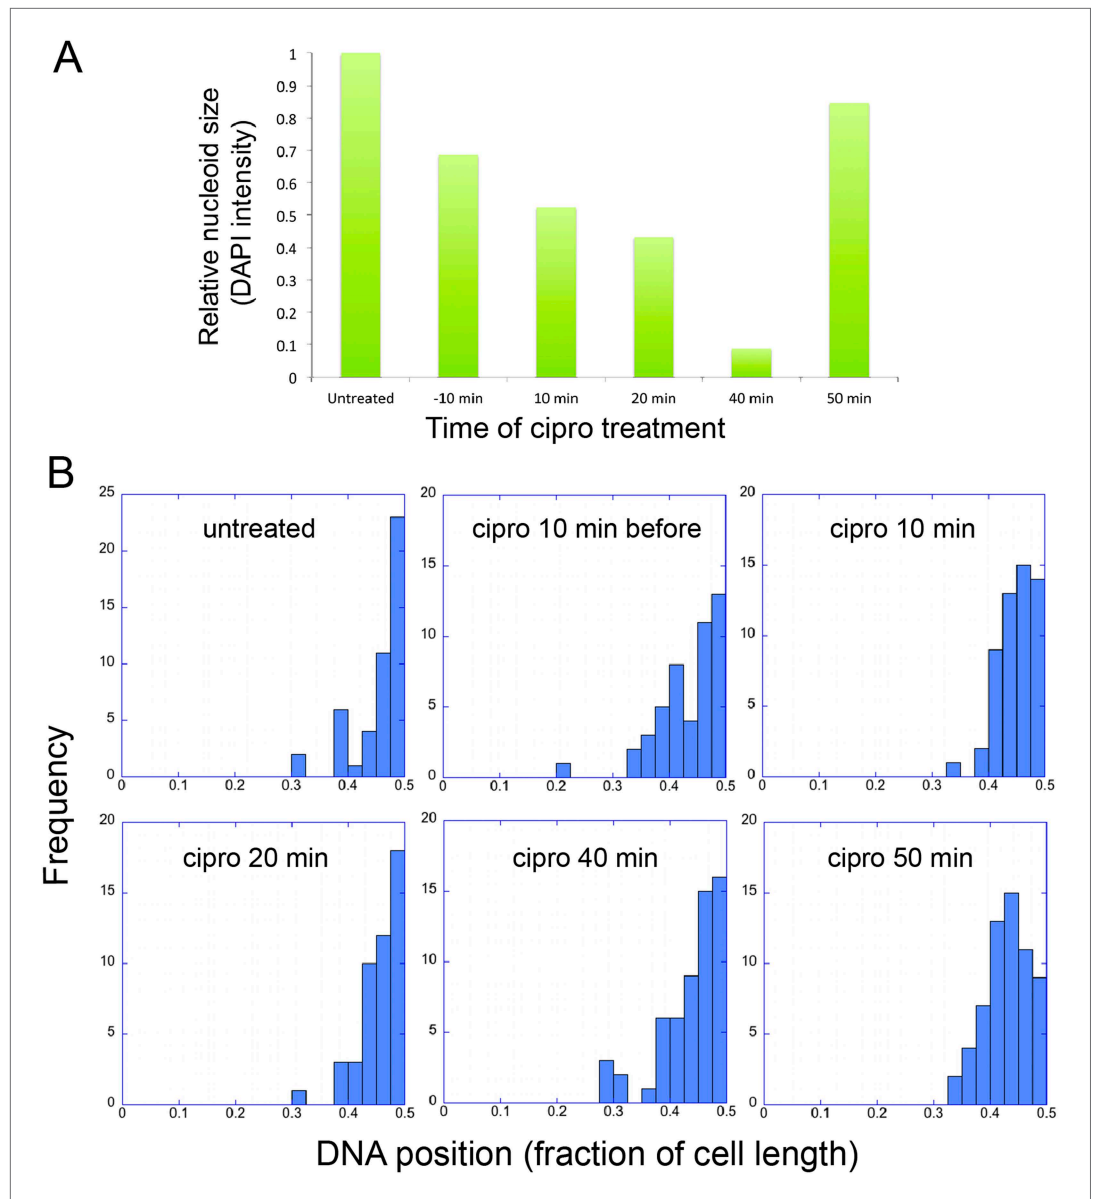 A
Relative nucleoid size
(DAPI intensity)
1
0.9
0.8
0.7
0.6
0.5
0.4
0.3
0.2
0.1
0
Untreated -10 min 10 min 20 min 40 min 50 min
Time of cipro treatment
B
Frequency
untreated
25
20
15
10
5
0
0 0.1 0.2 0.3 0.4 0.5
cipro 10 min before
20
15
10
5
0
0 0.1 0.2 0.3 0.4 0.5
cipro 10 min
20
15
10
5
0
0 0.1 0.2 0.3 0.4 0.5
cipro 20 min
20
15
10
5
0
0 0.1 0.2 0.3 0.4 0.5
cipro 40 min
20
15
10
5
0
0 0.1 0.2 0.3 0.4 0.5
cipro 50 min
20
15
10
5
0
0 0.1 0.2 0.3 0.4 0.5
DNA position (fraction of cell length)